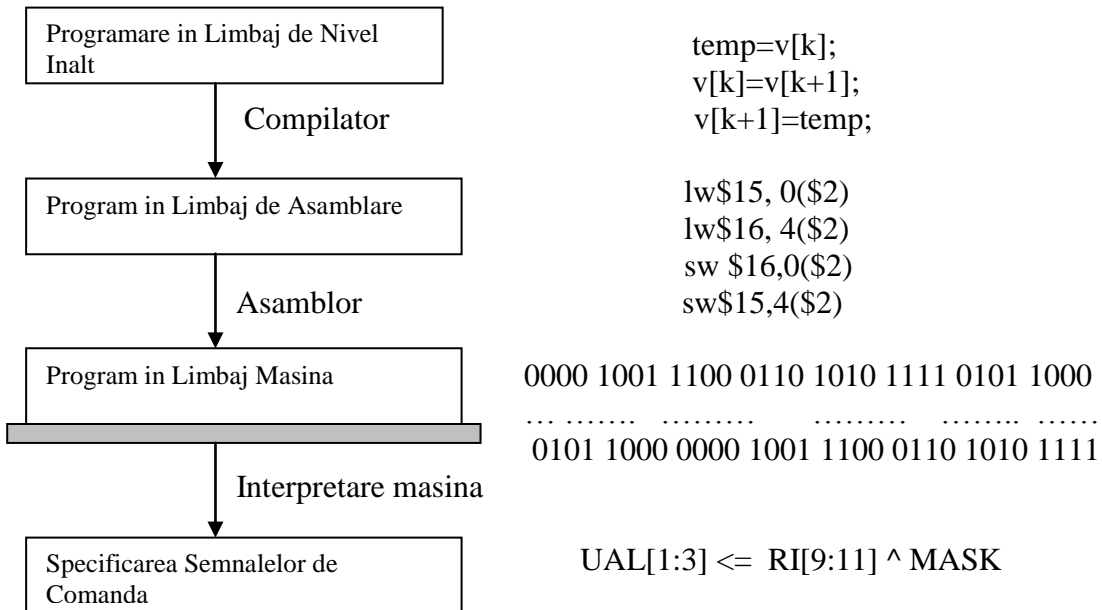 Programare in Limbaj de Nivel
Inalt
temp=v[k];
v[k]=v[k+1];
v[k+1]=temp;
Compilator
Program in Limbaj de Asamblare
lw$15, 0($2)
lw$16, 4($2)
sw $16,0($2)
sw$15,4($2)
Asamblor
Program in Limbaj Masina
0000 1001 1100 0110 1010 1111 0101 1000
… ……. ……… ……… …….. ……
0101 1000 0000 1001 1100 0110 1010 1111
Interpretare masina
Specificarea Semnalelor de
Comanda
UAL[1:3] <= RI[9:11] ^ MASK